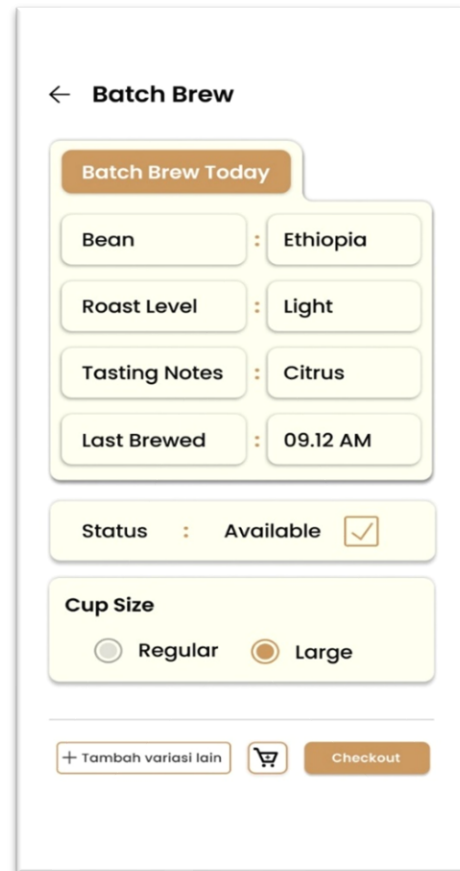 Batch Brew
Batch Brew Today
Bean : Ethiopia
Roast Level : Light
Tasting Notes : Citrus
Last Brewed : 09.12 AM
Status : Available
Cup Size
Regular Large
+ Tambah variasi lain Checkout